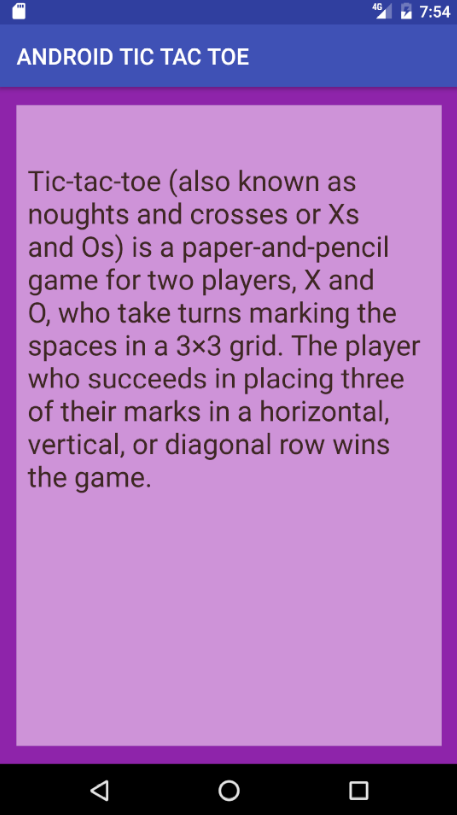 4G 7:54
ANDROID TIC TAC TOE
Tic-tac-toe (also known as
noughts and crosses or Xs
and Os) is a paper-and-pencil
game for two players, X and
O, who take turns marking the
spaces in a 3×3 grid. The player
who succeeds in placing three
of their marks in a horizontal,
vertical, or diagonal row wins
the game.